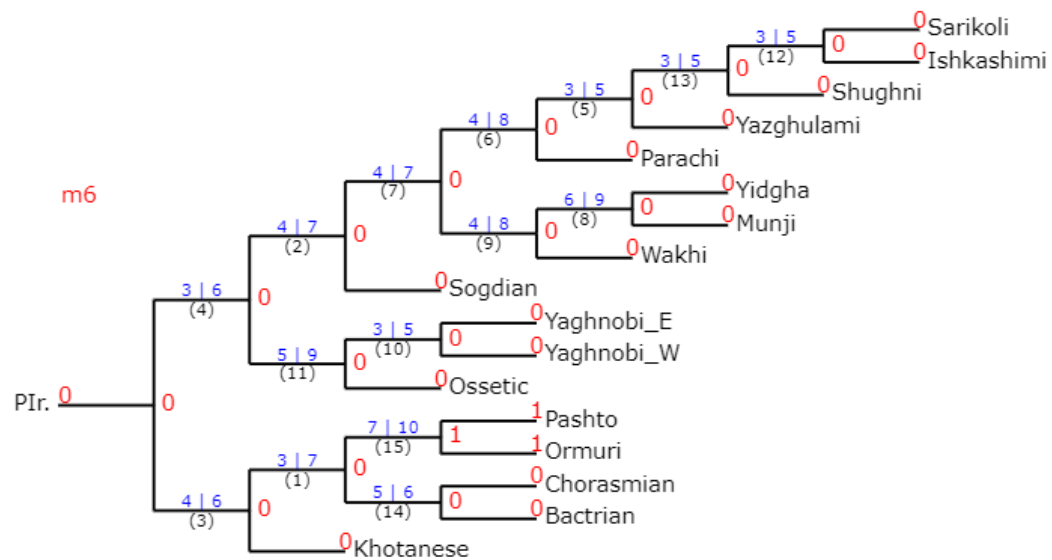 0 Sarikoli
3 | 5
(12)
0
0 Ishkashimi
3 | 5
(13)
0
0 Shughni
3 | 5
(5)
0
0 Yazghulami
4 | 8
(6)
0
0 Parachi
4 | 7
(7)
0
m6
0 Yidgha
6 | 9
(8)
0
0 Munji
4 | 8
(9)
0
0 Wakhi
4 | 7
(2)
0
0 Sogdian
3 | 6
(4)
0
0 Yaghnobi_E
3 | 5
(10)
0
0 Yaghnobi_W
5 | 9
(11)
0
0 Ossetic
PIr. 0
0
1 Pashto
7 | 10
(15)
1
1 Ormuri
3 | 7
(1)
0
0 Chorasmian
5 | 6
(14)
0
0 Bactrian
4 | 6
(3)
0
0 Khotanese